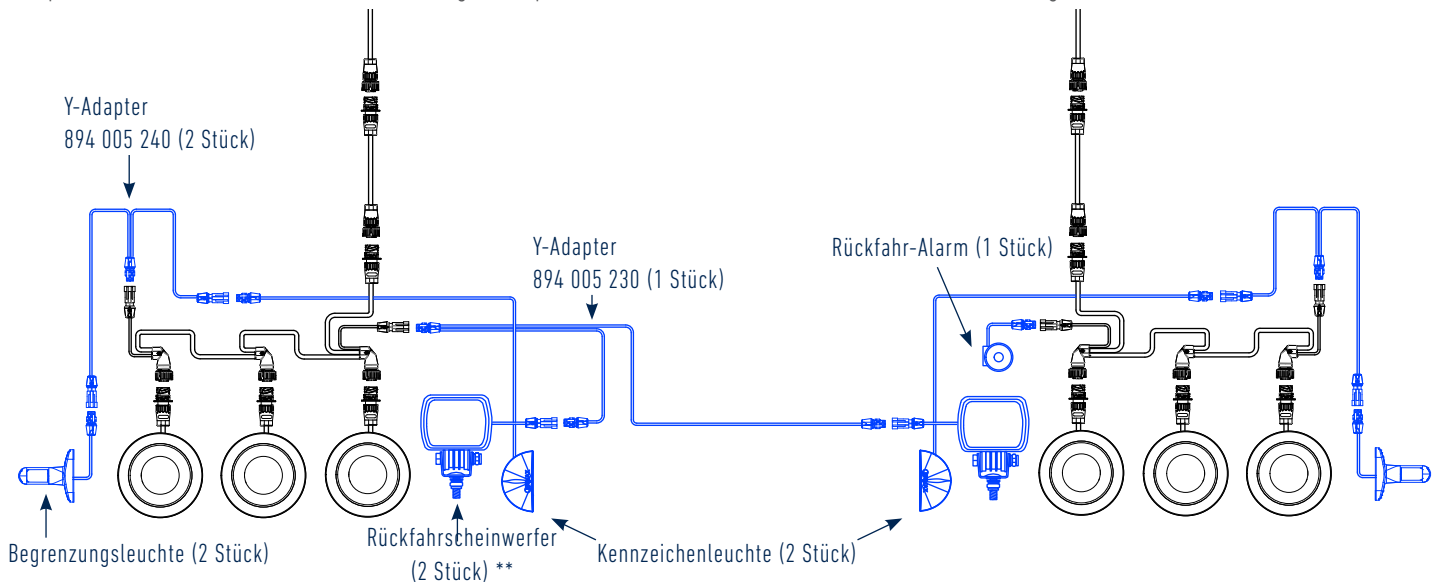 Y-Adapter
894 005 240 (2 Stück)
Y-Adapter
894 005 230 (1 Stück)
Rückfahr-Alarm (1 Stück)
Begrenzungsleuchte (2 Stück)
Rückfahrscheinwerfer
(2 Stück) **
Kennzeichenleuchte (2 Stück)